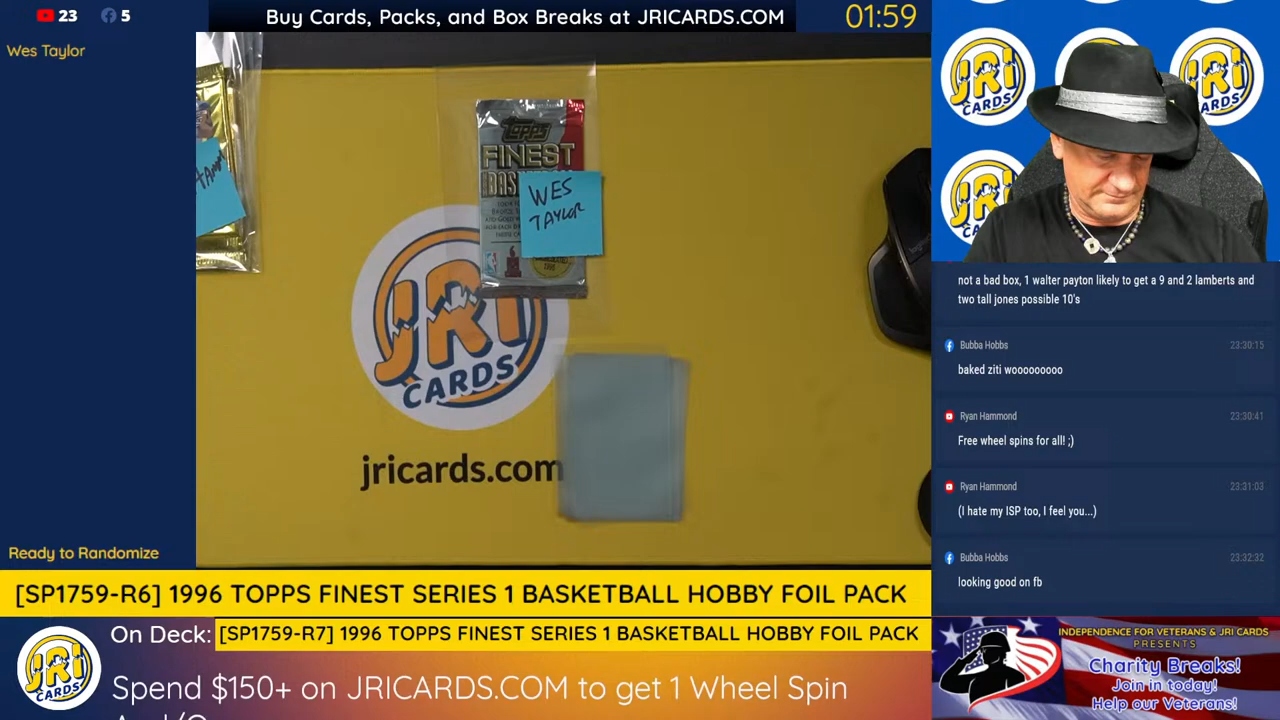 23
5
Buy Cards, Packs, and Box Breaks at JRICARDS.COM
01:59
Wes Taylor
TOPPS
FINEST
WES
TAYLOR
JRI
CARDS
jricards.com
JRI
CARDS
JRI
CARDS
not a bad box, 1 walter payton likely to get a 9 and 2 lamberts and
two tall jones possible 10's
Bubba Hobbs
23:30:15
baked ziti wooooooooo
Ryan Hammond
23:30:41
Free wheel spins for all! ;)
Ryan Hammond
23:31:03
(I hate my ISP too, I feel you...)
Bubba Hobbs
23:32:32
looking good on fb
Ready to Randomize
[SP1759-R6] 1996 TOPPS FINEST SERIES 1 BASKETBALL HOBBY FOIL PACK
On Deck: [SP1759-R7] 1996 TOPPS FINEST SERIES 1 BASKETBALL HOBBY FOIL PACK
JRI
CARDS
Spend $150+ on JRICARDS.COM to get 1 Wheel Spin
INDEPENDENCE FOR VETERANS & JRI CARDS
PRESENTS
Charity Breaks!
Join in today!
Help our Veterans!